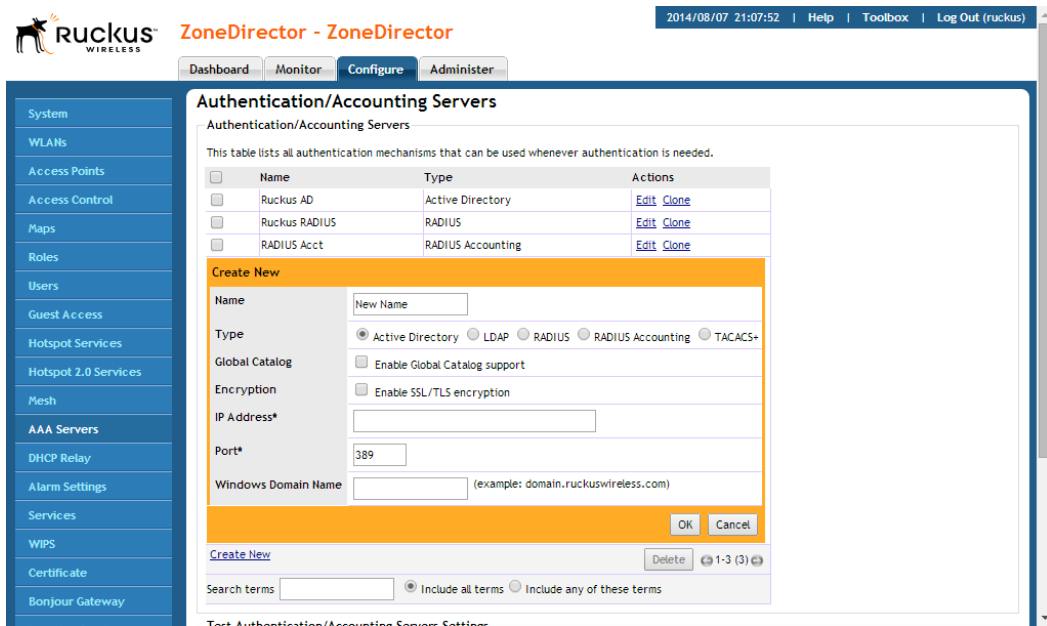 2014/08/07 21:07:52 | Help | Toolbox | Log Out (ruckus)
RUCKUS™
WIRELESS
ZoneDirector - ZoneDirector
Dashboard Monitor Configure Administer
System
WLANs
Access Points
Access Control
Maps
Roles
Users
Guest Access
Hotspot Services
Hotspot 2.0 Services
Mesh
AAA Servers
DHCP Relay
Alarm Settings
Services
WIPS
Certificate
Bonjour Gateway
Authentication/Accounting Servers
Authentication/Accounting Servers
This table lists all authentication mechanisms that can be used whenever authentication is needed.
Name Type Actions
Ruckus AD Active Directory Edit Clone
Ruckus RADIUS RADIUS Edit Clone
RADIUS Acct RADIUS Accounting Edit Clone
Create New
Name New Name
Type Active Directory LDAP RADIUS RADIUS Accounting TACACS+
Global Catalog Enable Global Catalog support
Encryption Enable SSL/TLS encryption
IP Address*
Port* 389
Windows Domain Name (example: domain.ruckuswireless.com)
OK Cancel
Create New Delete 1-3 (3)
Search terms Include all terms Include any of these terms
Test Authentication/Accounting Servers Settings